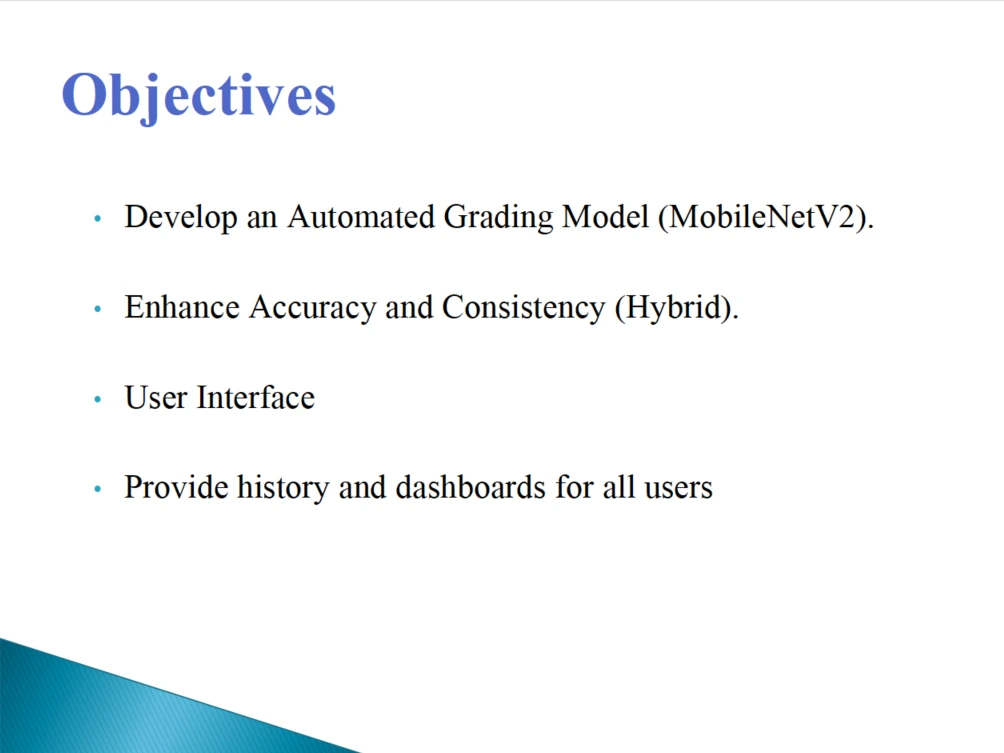 Objectives
• Develop an Automated Grading Model (MobileNetV2).
• Enhance Accuracy and Consistency (Hybrid).
• User Interface
• Provide history and dashboards for all users